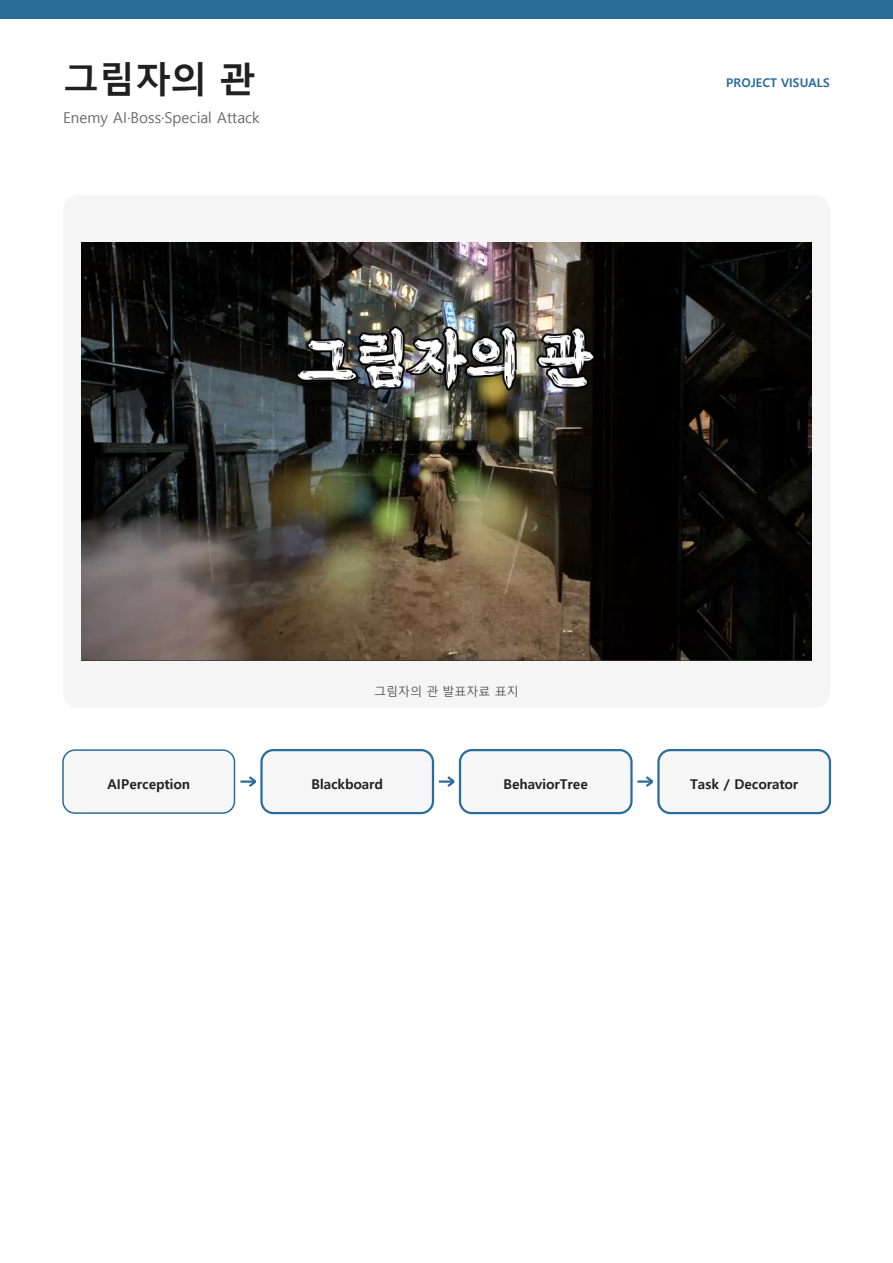 그림자의 관
PROJECT VISUALS
Enemy AI·Boss·Special Attack
그림자의 관
그림자의 관 발표자료 표지
AIPerception → Blackboard → BehaviorTree → Task / Decorator